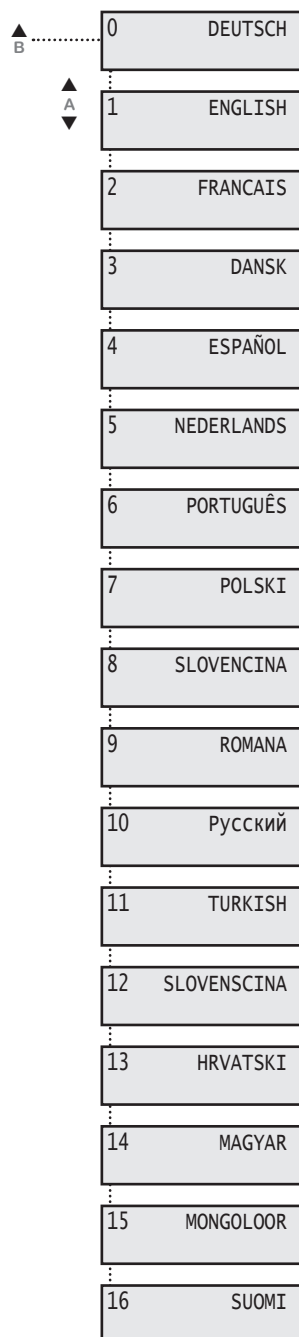 0 DEUTSCH
B
A
1 ENGLISH
2 FRANCAIS
3 DANSK
4 ESPAÑOL
5 NEDERLANDS
6 PORTUGUÊS
7 POLSKI
8 SLOVENCINA
9 ROMANA
10 Русский
11 TURKISH
12 SLOVENSCINA
13 HRVATSKI
14 MAGYAR
15 MONGOLOOR
16 SUOMI